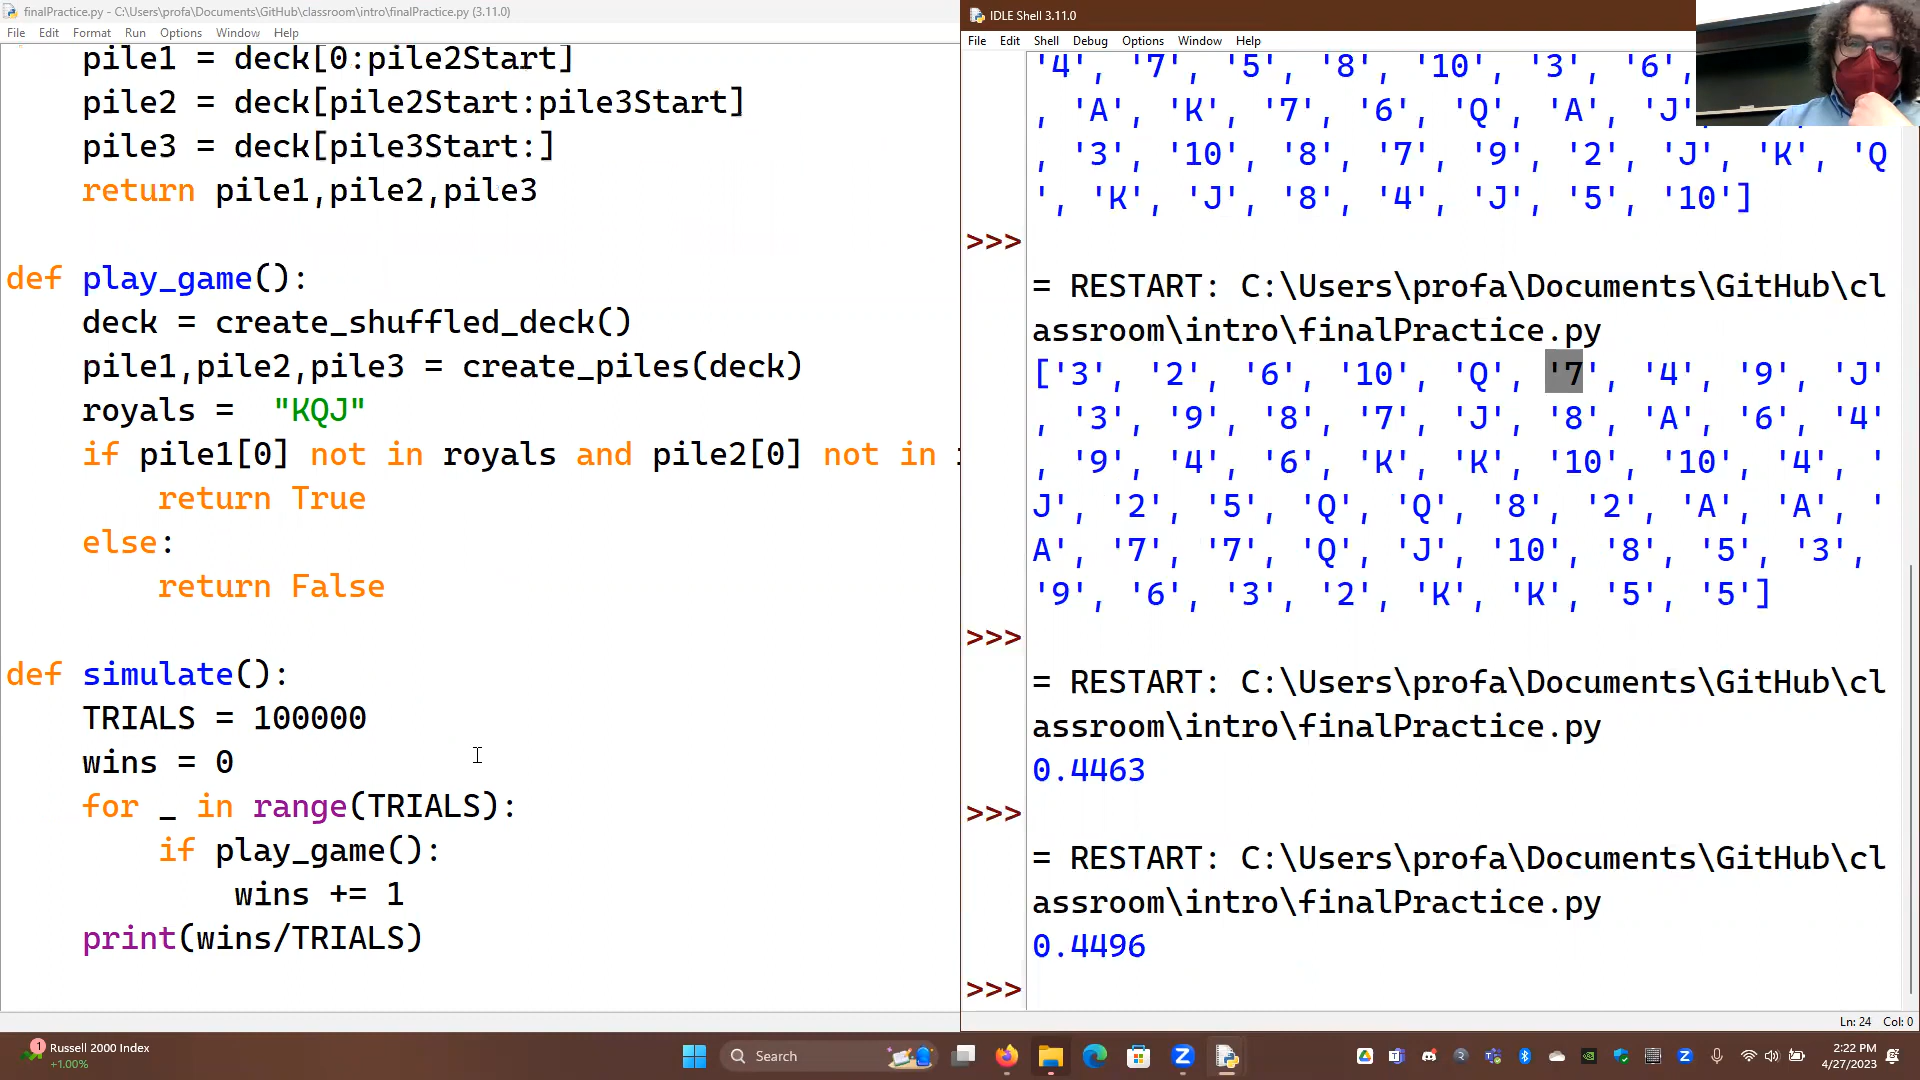 finalPractice.py - C:\Users\profa\Documents\GitHub\classroom\intro\finalPractice.py (3.11.0)
File Edit Format Run Options Window Help
pile1 = deck[0:pile2Start]
pile2 = deck[pile2Start:pile3Start]
pile3 = deck[pile3Start:]
return pile1,pile2,pile3
def play_game():
deck = create_shuffled_deck()
pile1,pile2,pile3 = create_piles(deck)
royals =  "KQJ"
if pile1[0] not in royals and pile2[0] not in
return True
else:
return False
def simulate():
TRIALS = 100000
wins = 0
for _ in range(TRIALS):
if play_game():
wins += 1
print(wins/TRIALS)
IDLE Shell 3.11.0
File Edit Shell Debug Options Window Help
'4', '7', '5', '8', '10', '3', '6',
, 'A', 'K', '7', '6', 'Q', 'A', 'J'
, '3', '10', '8', '7', '9', '2', 'J', 'K', 'Q
', 'K', 'J', '8', '4', 'J', '5', '10']
>>>
= RESTART: C:\Users\profa\Documents\GitHub\cl
assroom\intro\finalPractice.py
['3', '2', '6', '10', 'Q', '7', '4', '9', 'J'
, '3', '9', '8', '7', 'J', '8', 'A', '6', '4'
, '9', '4', '6', 'K', 'K', '10', '10', '4', '
J', '2', '5', 'Q', 'Q', '8', '2', 'A', 'A', '
A', '7', '7', 'Q', 'J', '10', '8', '5', '3',
'9', '6', '3', '2', 'K', 'K', '5', '5']
>>>
= RESTART: C:\Users\profa\Documents\GitHub\cl
assroom\intro\finalPractice.py
0.4463
>>>
= RESTART: C:\Users\profa\Documents\GitHub\cl
assroom\intro\finalPractice.py
0.4496
>>>
Ln: 24 Col: 0
1
Russell 2000 Index
+1.00%
Search
2:22 PM
4/27/2023